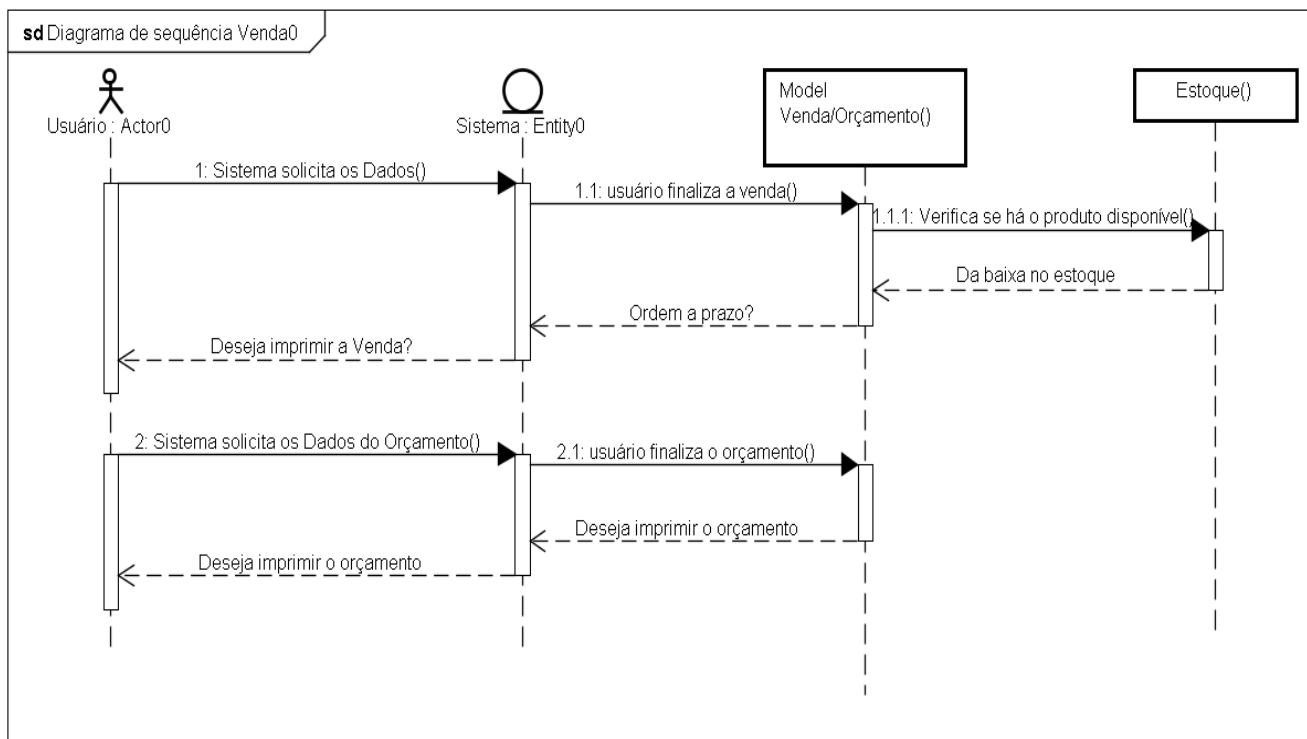 sd Diagrama de sequência Venda0
Usuário : Actor0
Sistema : Entity0
Model
Venda/Orçamento()
Estoque()
1: Sistema solicita os Dados()
1.1: usuário finaliza a venda()
1.1.1: Verifica se há o produto disponível()
Da baixa no estoque
Ordem a prazo?
Deseja imprimir a Venda?
2: Sistema solicita os Dados do Orçamento()
2.1: usuário finaliza o orçamento()
Deseja imprimir o orçamento
Deseja imprimir o orçamento